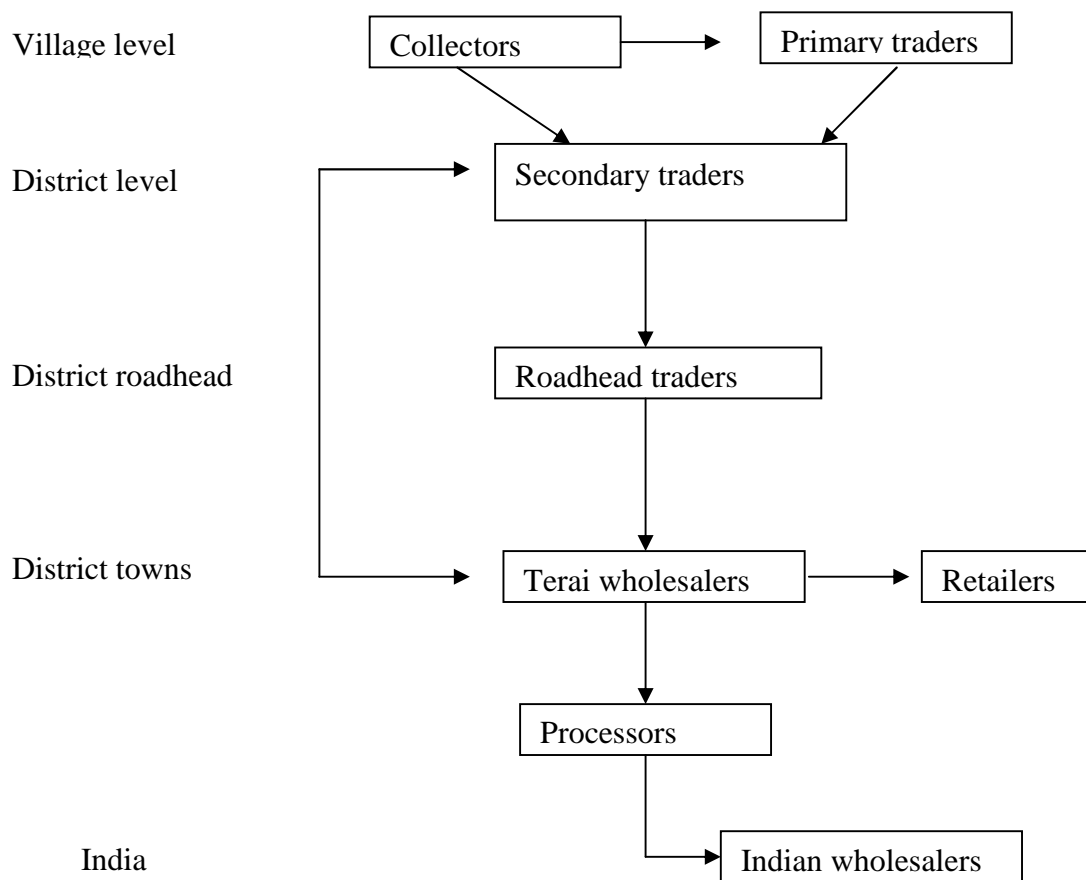 Village level
Collectors
Primary traders
District level
Secondary traders
District roadhead
Roadhead traders
District towns
Terai wholesalers
Retailers
Processors
India
Indian wholesalers